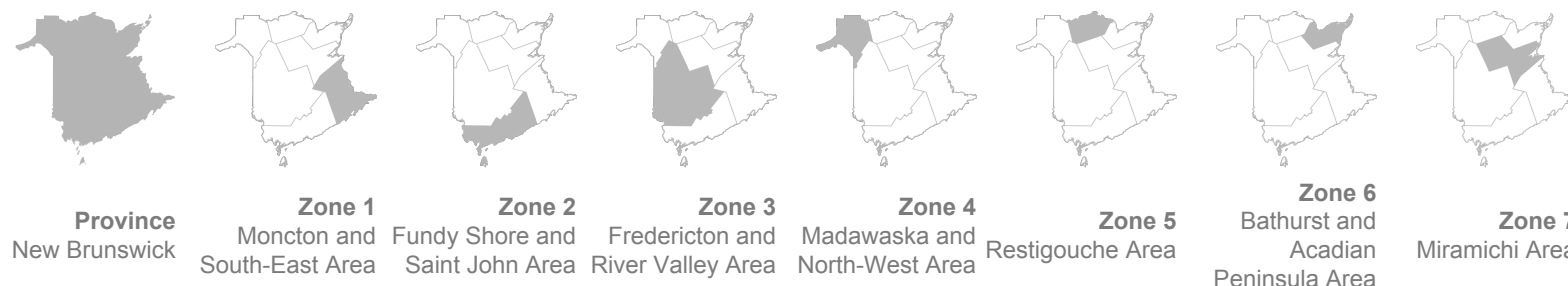 Province
New Brunswick
Zone 1
Moncton and
South-East Area
Zone 2
Fundy Shore and
Saint John Area
Zone 3
Fredericton and
River Valley Area
Zone 4
Madawaska and
North-West Area
Zone 5
Restigouche Area
Zone 6
Bathurst and
Acadian
Peninsula Area
Zone 7
Miramichi Area